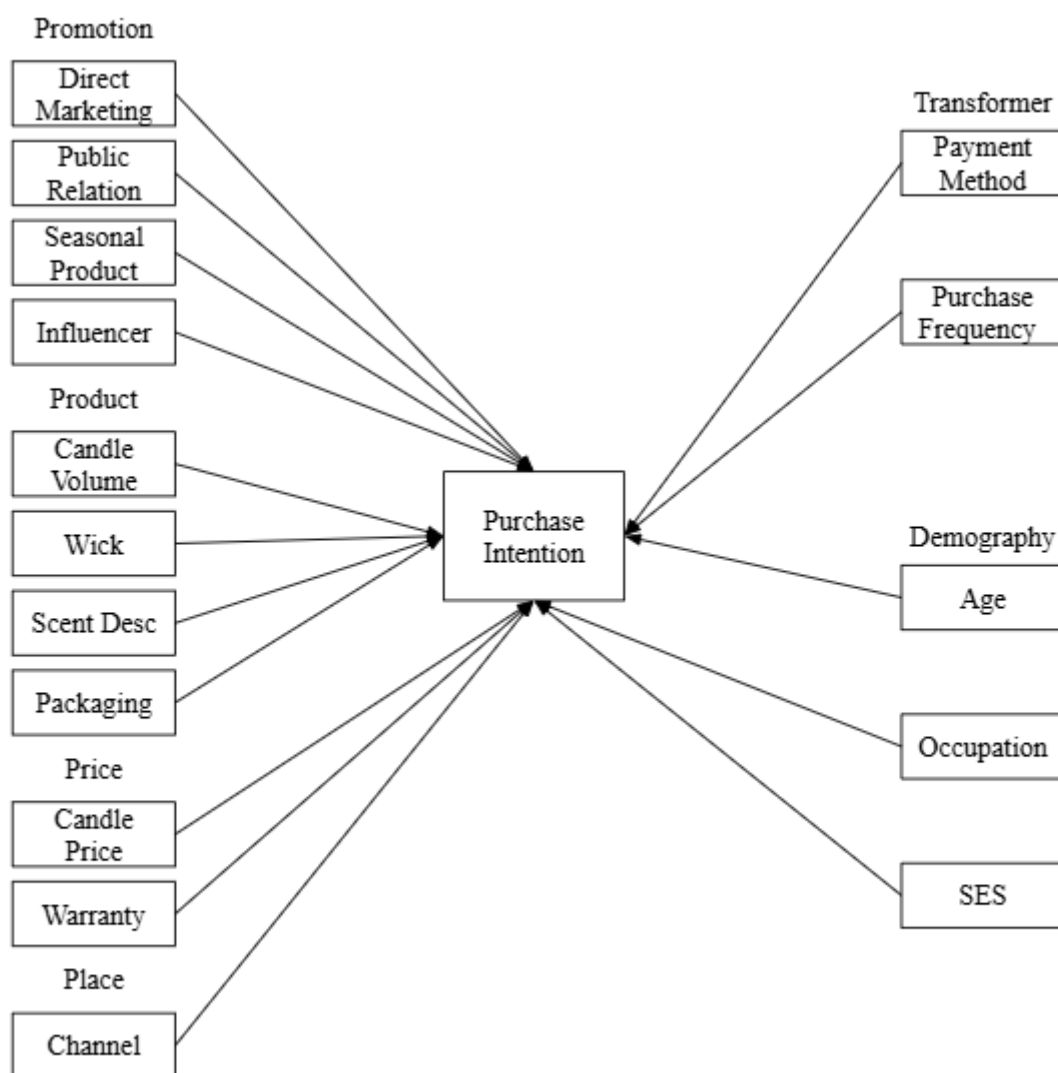 Promotion
Direct
Marketing
Public
Relation
Seasonal
Product
Influencer
Product
Candle
Volume
Wick
Scent Desc
Packaging
Price
Candle
Price
Warranty
Place
Channel
Purchase
Intention
Transformer
Payment
Method
Purchase
Frequency
Demography
Age
Occupation
SES